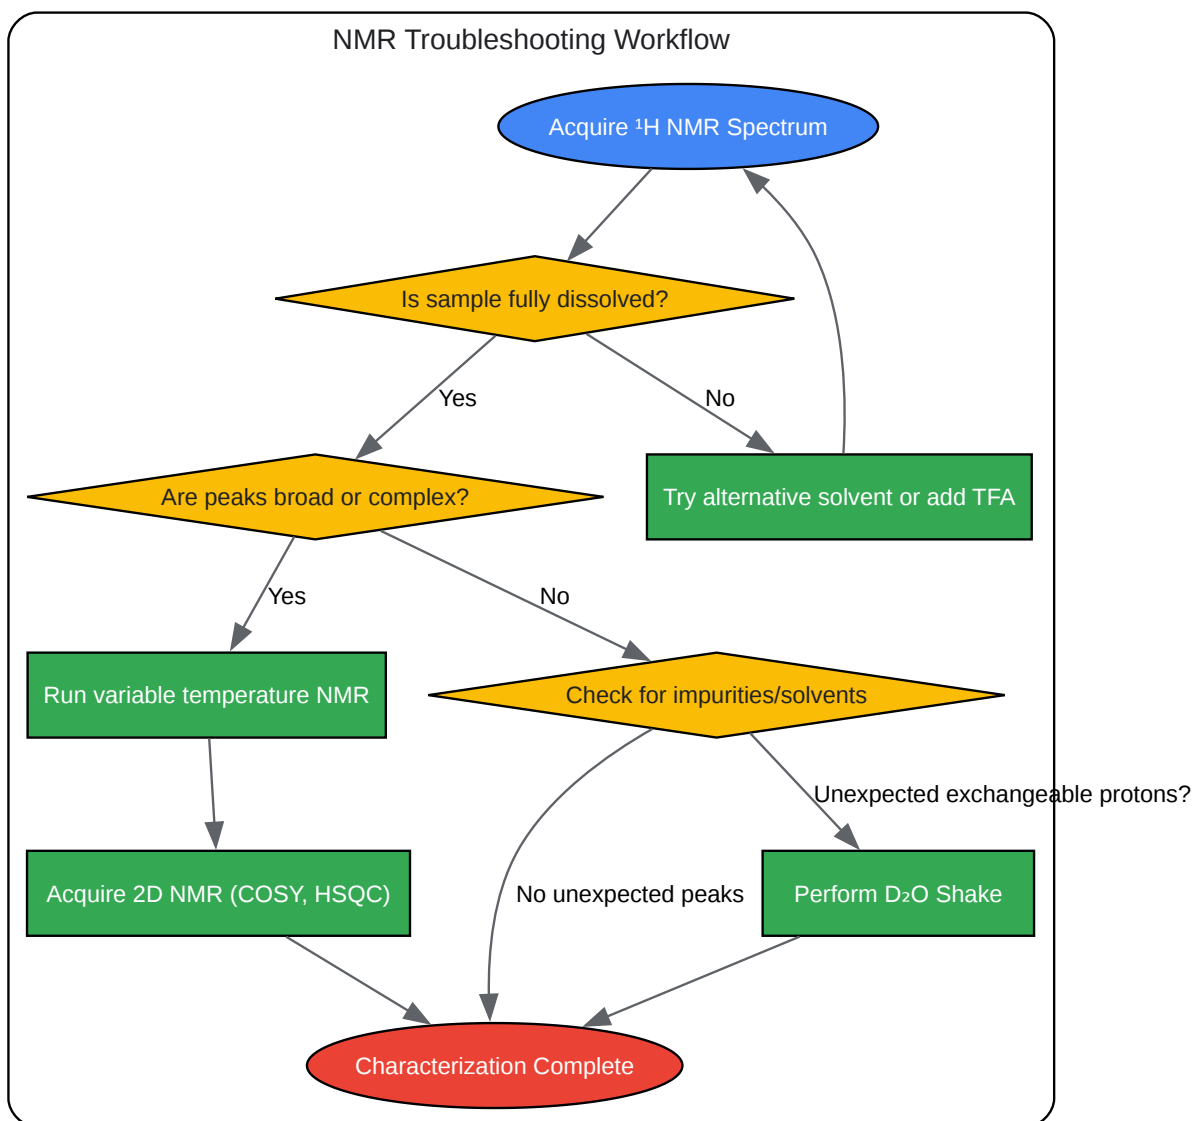 NMR Troubleshooting Workflow
Acquire ¹H NMR Spectrum
Is sample fully dissolved?
Yes
No
Are peaks broad or complex?
Try alternative solvent or add TFA
Yes
No
Run variable temperature NMR
Check for impurities/solvents
Unexpected exchangeable protons?
Acquire 2D NMR (COSY, HSQC)
No unexpected peaks
Perform D₂O Shake
Characterization Complete